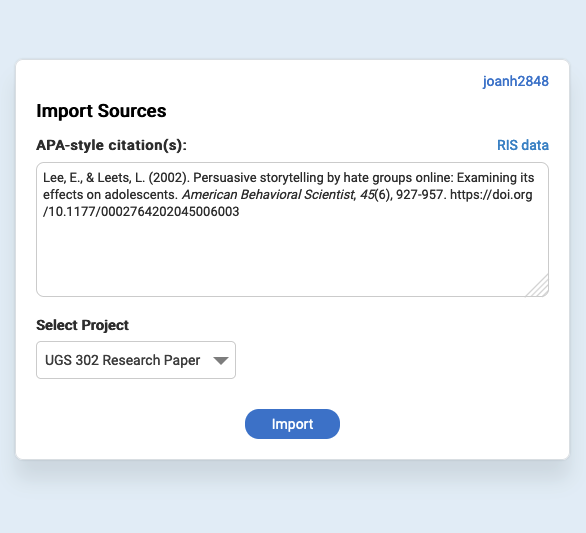 joanh2848
Import Sources
APA-style citation(s):
RIS data
Lee, E., & Leets, L. (2002). Persuasive storytelling by hate groups online: Examining its
effects on adolescents. American Behavioral Scientist, 45(6), 927-957. https://doi.org
/10.1177/0002764202045006003
Select Project
UGS 302 Research Paper
Import